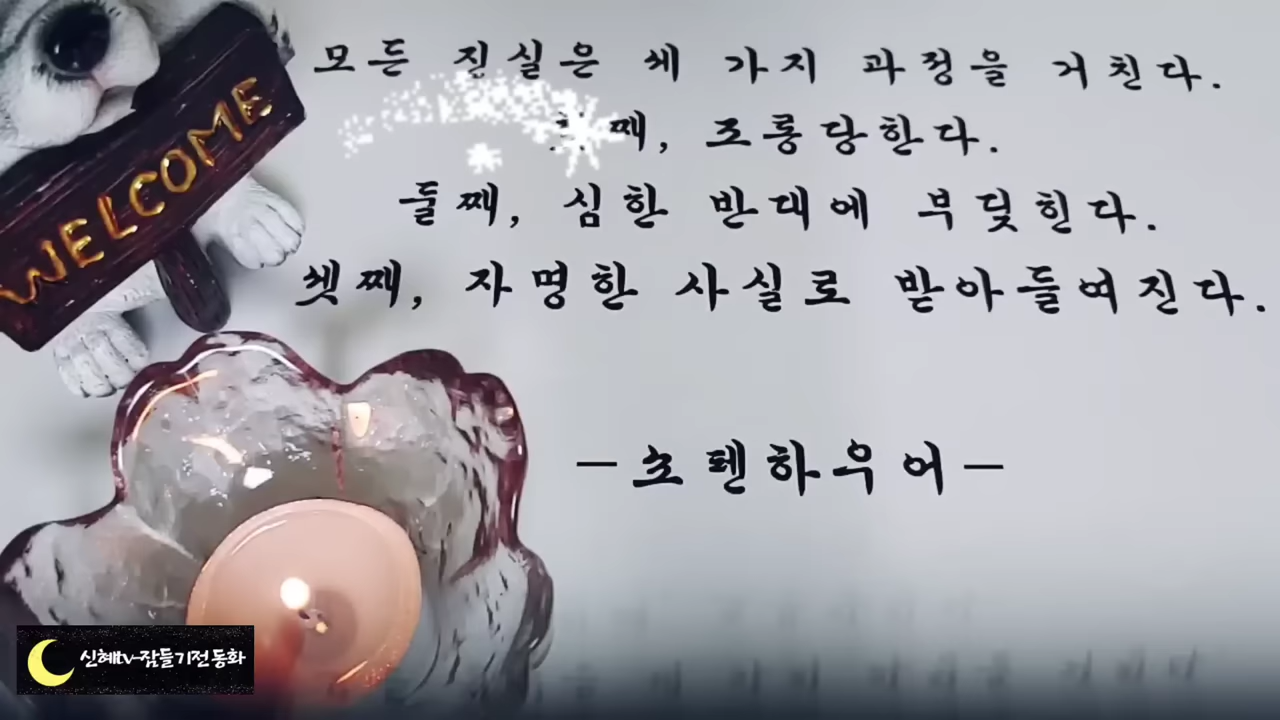 WELCOME
모든 진실은 세 가지 과정을 거친다.
조롱당한다.
둘째, 심한 반대에 부딪힌다.
셋째, 자명한 사실로 받아들여진다.
-쇼펜하우어-
신혜tv-잠들기전동화